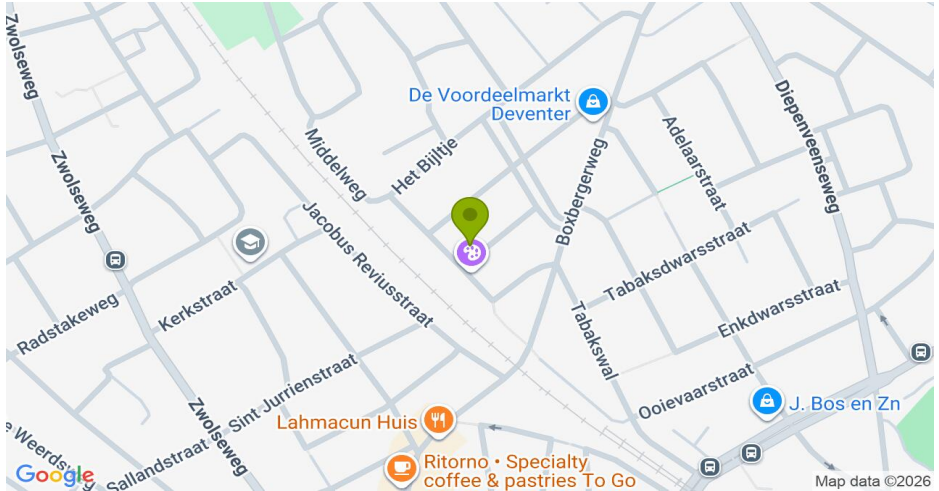 Zwolseweg
De Voordeelmarkt
Deventer
Diepenveenseweg
Adelaarstraat
Middelweg
Het Bijltje
Boxbergerweg
Zwolseweg
Jacobus Reviusstraat
Tabaksdwarsstraat
Kerkstraat
Radstakeweg
Enkdwarsstraat
Tabakswal
Sint Jurrienstraat
Ooievaarstraat
J. Bos en Zn
Zwolseweg
Lahmacun Huis
Sallandstraat
Ritorno • Specialty
coffee & pastries To Go
Google
Map data ©2026